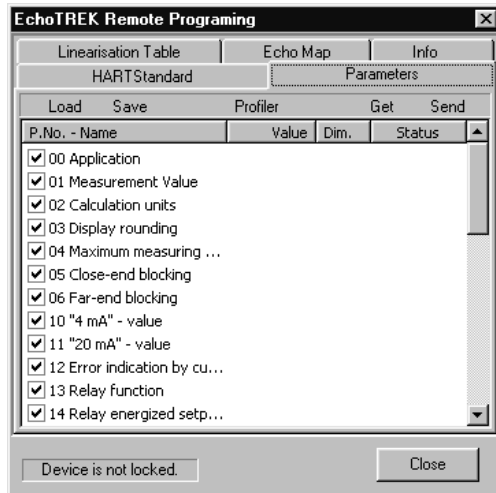 EchoTREK Remote Programing
Linearisation Table Echo Map Info
HARTStandard Parameters
Load Save Profiler Get Send
P.No. - Name Value Dim. Status
00 Application
01 Measurement Value
02 Calculation units
03 Display rounding
04 Maximum measuring ...
05 Close-end blocking
06 Far-end blocking
10 "4 mA" - value
11 "20 mA" - value
12 Error indication by cu...
13 Relay function
14 Relay energized setp...
Device is not locked. Close